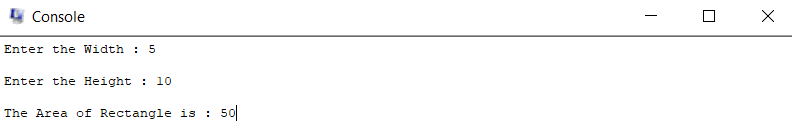 Console
Enter the Width : 5
Enter the Height : 10
The Area of Rectangle is : 50